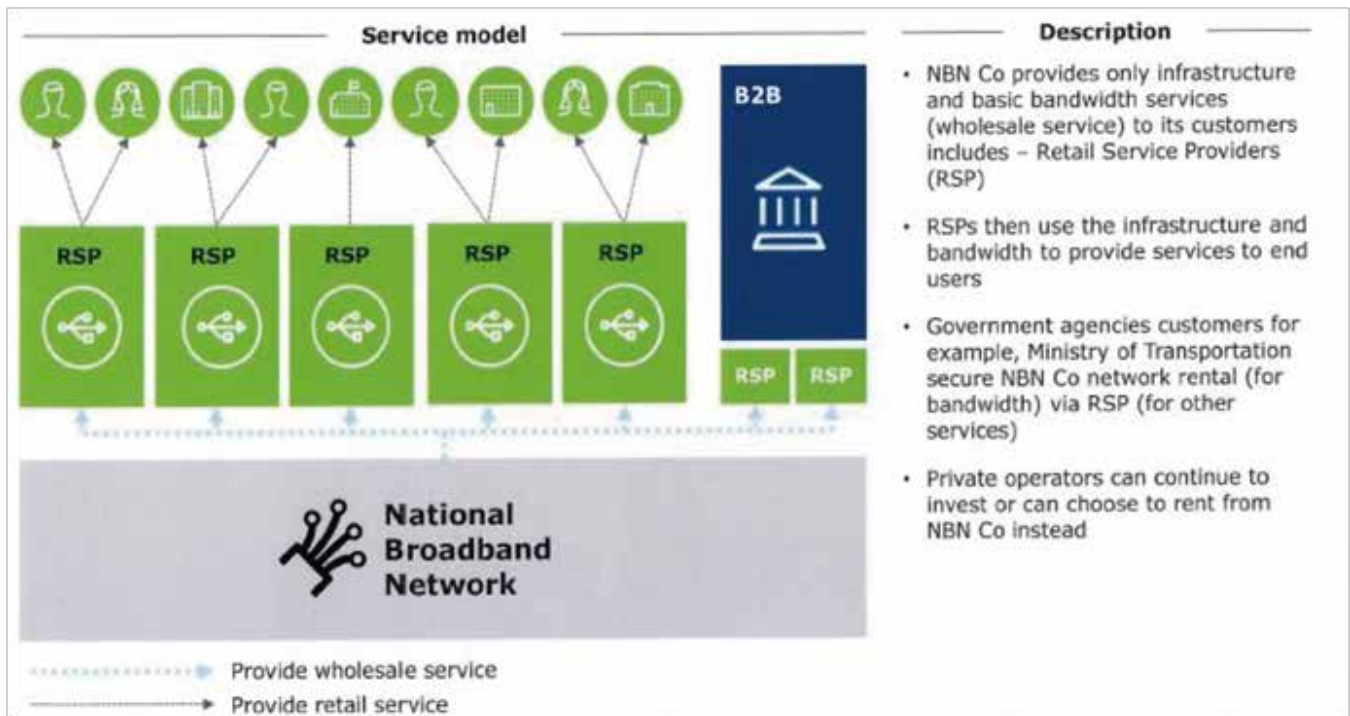 Service model
B2B
RSP
RSP
RSP
RSP
RSP
RSP
RSP
National
Broadband
Network
Provide wholesale service
Provide retail service
Description
• NBN Co provides only infrastructure
and basic bandwidth services
(wholesale service) to its customers
includes – Retail Service Providers
(RSP)
• RSPs then use the infrastructure and
bandwidth to provide services to end
users
• Government agencies customers for
example, Ministry of Transportation
secure NBN Co network rental (for
bandwidth) via RSP (for other
services)
• Private operators can continue to
invest or can choose to rent from
NBN Co instead